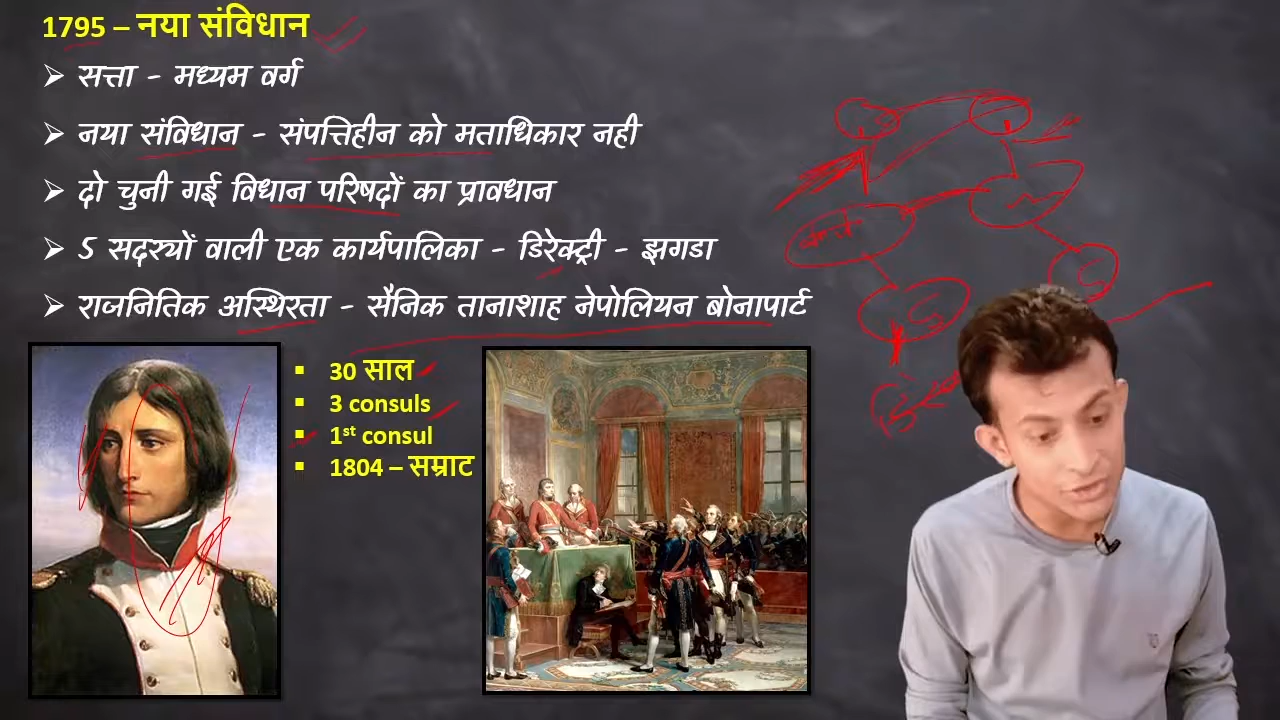 1795 – नया संविधान
➢ सत्ता - मध्यम वर्ग
➢ नया संविधान - संपत्तिहीन को मताधिकार नही
➢ दो चुनी गई विधान परिषदों का प्रावधान
➢ 5 सदस्यों वाली एक कार्यपालिका - डिरेक्ट्री - झगडा
➢ राजनितिक अस्थिरता - सैनिक तानाशाह नेपोलियन बोनापार्ट
▪ 30 साल
▪ 3 consuls
▪ 1st consul
▪ 1804 – सम्राट